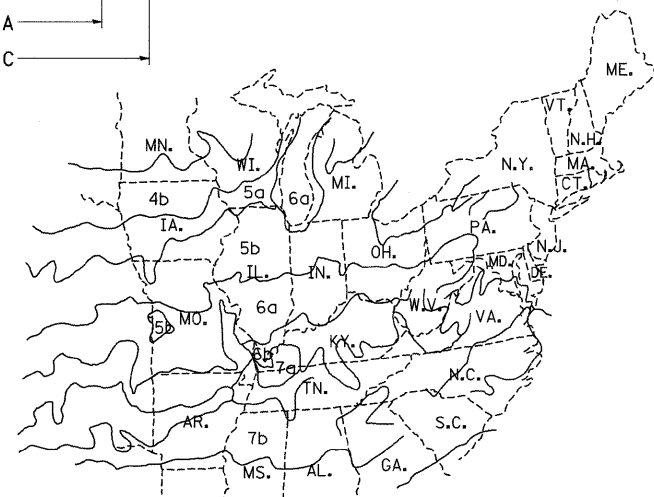 A
C
ME.
VT.
MN.
N.H.
WI.
N.Y.
MA.
MI.
CT.
4b
5a
6a
IA.
PA.
5b
OH.
N.J.
IL.
IN.
MD.
DE.
6a
W.V.
5b
MO.
VA.
KY.
6b
7a
N.C.
TN.
AR.
S.C.
7b
MS.
AL.
GA.